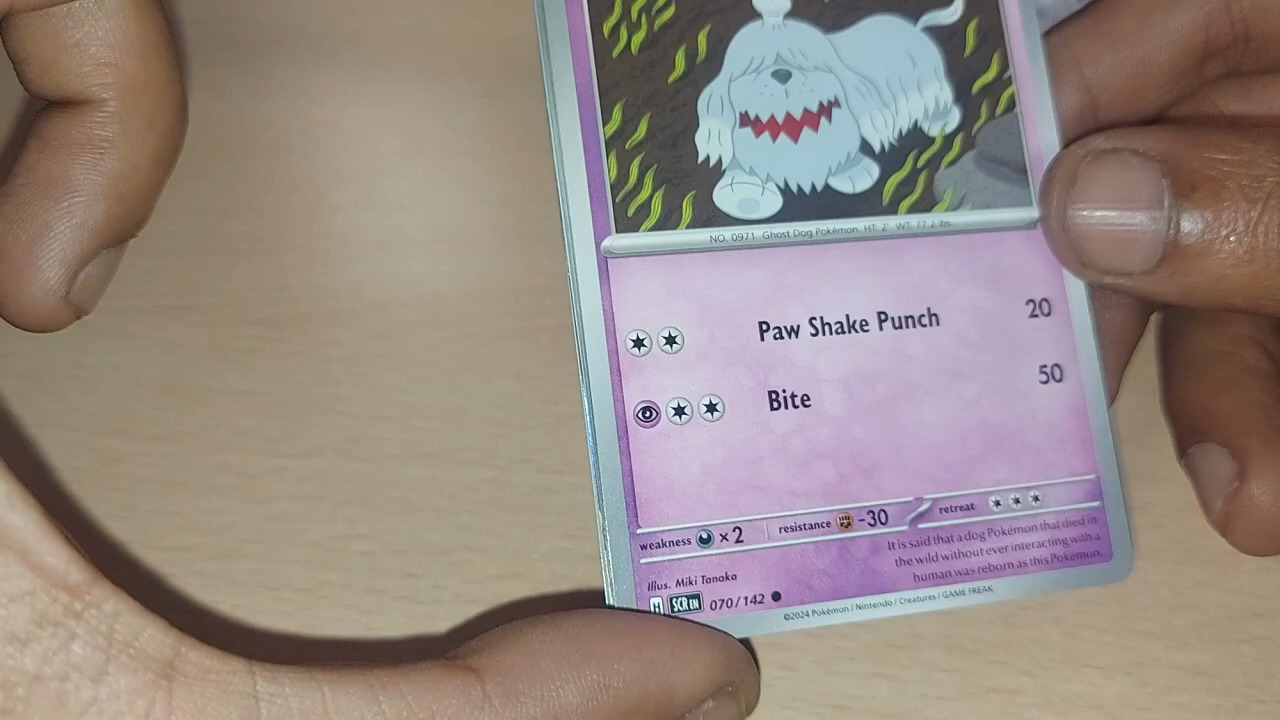 NO. 0971 Ghost Dog Pokémon. HT: 2' WT: 77.2 lbs.
Paw Shake Punch 20
Bite 50
weakness ×2 resistance -30 retreat
It is said that a dog Pokémon that died in
the wild without ever interacting with a
human was reborn as this Pokémon.
Illus. Miki Tanaka
H SCR EN 070/142
©2024 Pokémon / Nintendo / Creatures / GAME FREAK